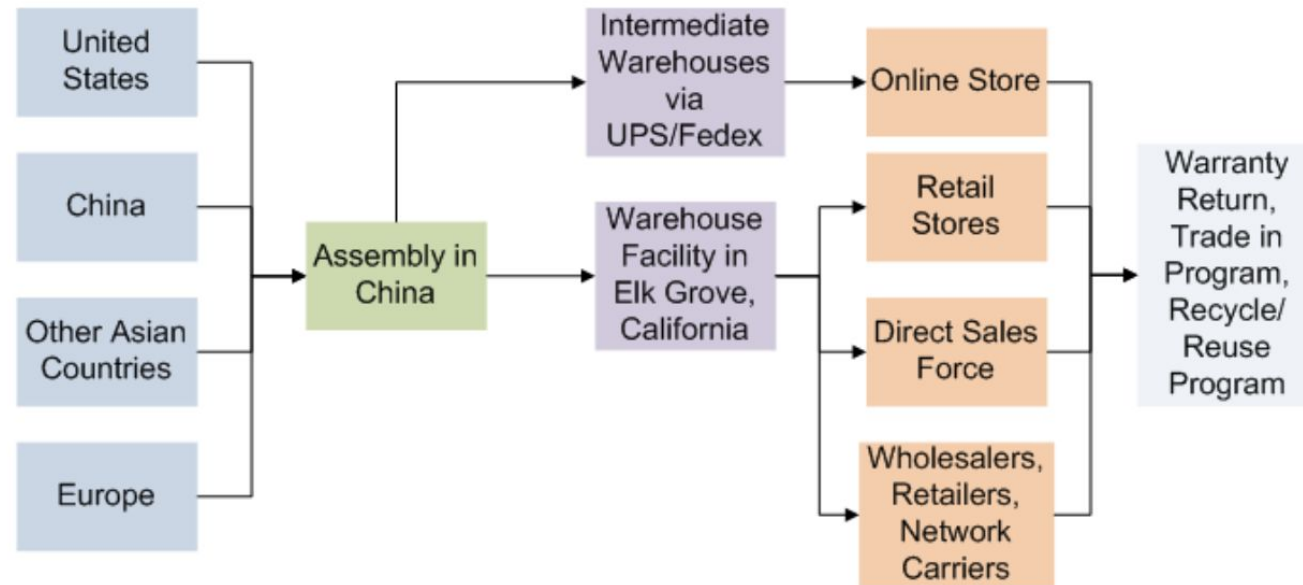 United
States
China
Other Asian
Countries
Europe
Assembly in
China
Intermediate
Warehouses
via
UPS/Fedex
Warehouse
Facility in
Elk Grove,
California
Online Store
Retail
Stores
Direct Sales
Force
Wholesalers,
Retailers,
Network
Carriers
Warranty
Return,
Trade in
Program,
Recycle/
Reuse
Program